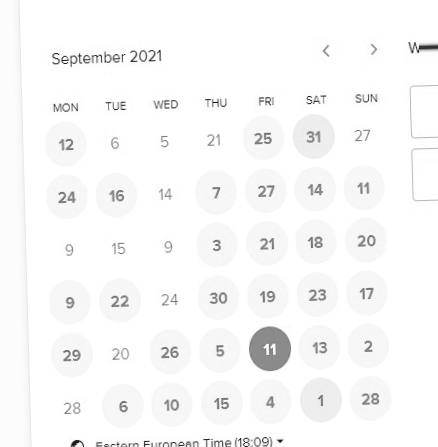 September 2021 < >
MON TUE WED THU FRI SAT SUN
12 6 5 21 25 31 27
24 16 14 7 27 14 11
9 15 9 3 21 18 20
9 22 24 30 19 23 17
29 20 26 5 11 13 2
28 6 10 15 4 1 28
Eastern European Time (18:09)